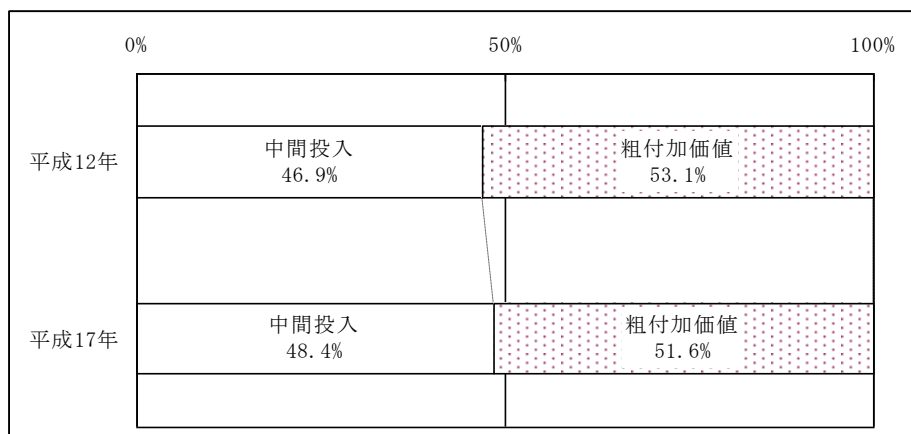 0% 50% 100%
平成12年
中間投入
46.9%
粗付加価値
53.1%
平成17年
中間投入
48.4%
粗付加価値
51.6%